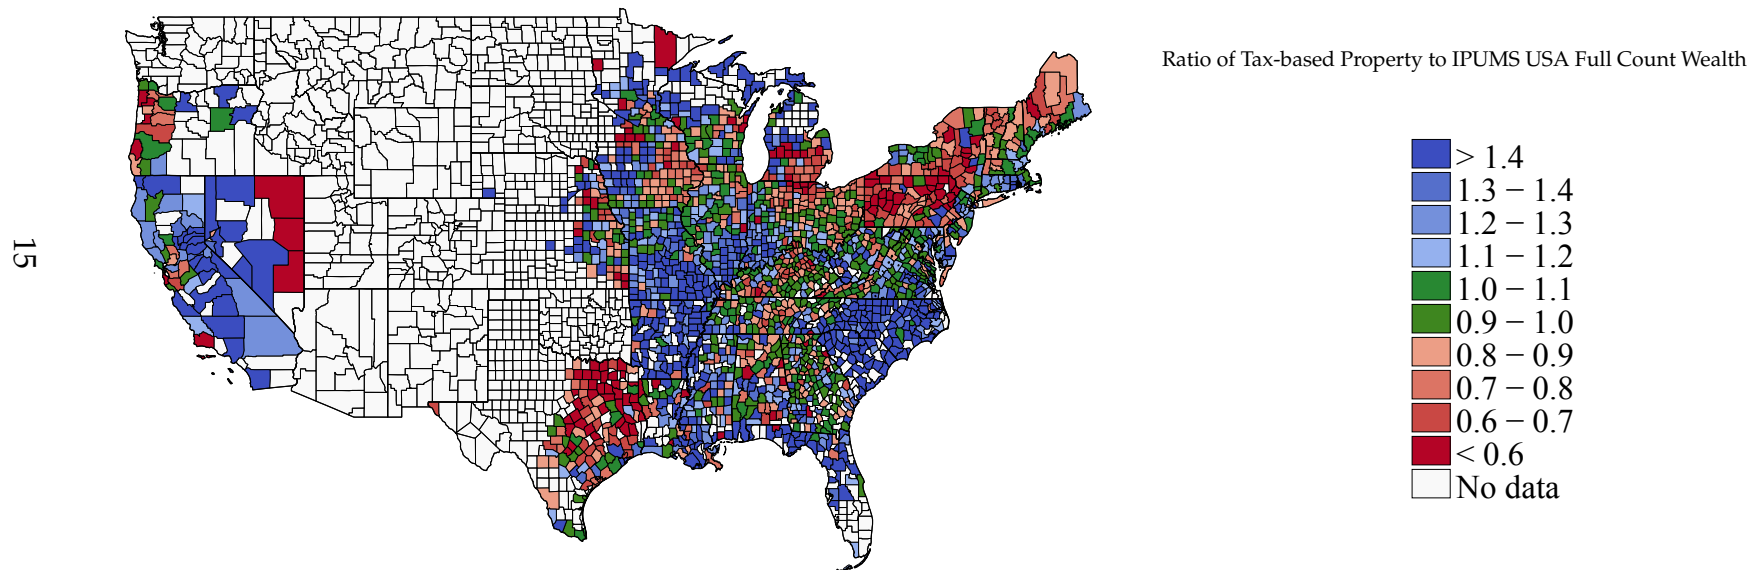 Ratio of Tax-based Property to IPUMS USA Full Count Wealth
> 1.4
1.3 − 1.4
1.2 − 1.3
1.1 − 1.2
1.0 − 1.1
0.9 − 1.0
0.8 − 0.9
0.7 − 0.8
0.6 − 0.7
< 0.6
No data
15